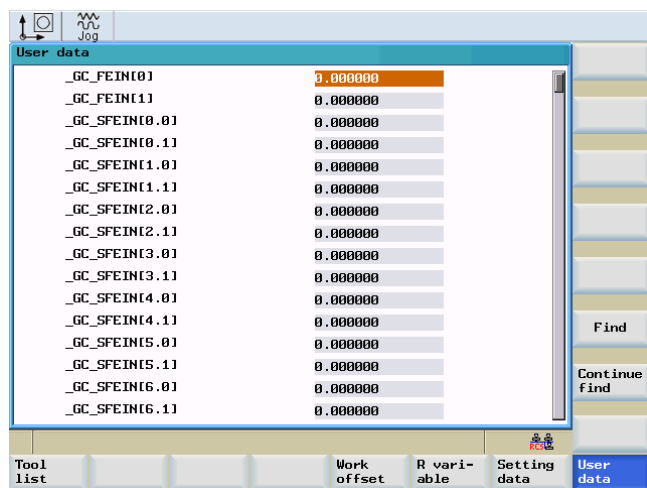 Jog
User data
_GC_FEIN[0] 0.000000
_GC_FEIN[1] 0.000000
_GC_SFEIN[0.0] 0.000000
_GC_SFEIN[0.1] 0.000000
_GC_SFEIN[1.0] 0.000000
_GC_SFEIN[1.1] 0.000000
_GC_SFEIN[2.0] 0.000000
_GC_SFEIN[2.1] 0.000000
_GC_SFEIN[3.0] 0.000000
_GC_SFEIN[3.1] 0.000000
_GC_SFEIN[4.0] 0.000000
_GC_SFEIN[4.1] 0.000000
_GC_SFEIN[5.0] 0.000000
_GC_SFEIN[5.1] 0.000000
_GC_SFEIN[6.0] 0.000000
_GC_SFEIN[6.1] 0.000000
Find
Continue
find
RCS
Tool
list
Work
offset
R vari-
able
Setting
data
User
data